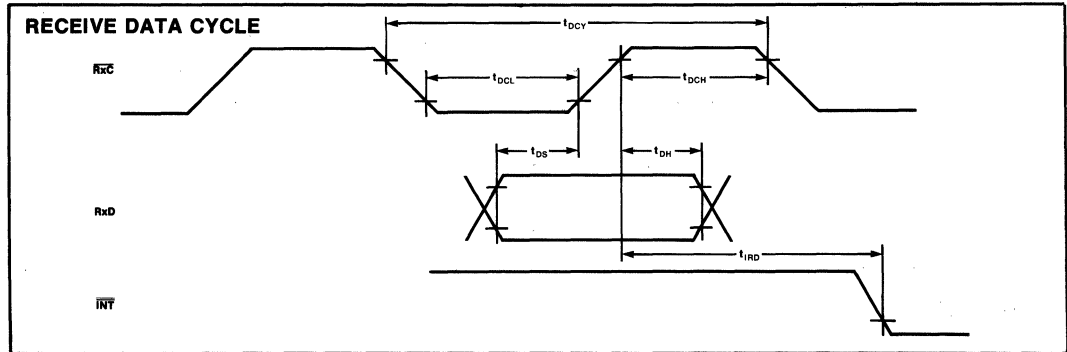 RECEIVE DATA CYCLE
tDCY
RxC
tDCL
tDCH
tDS
tDH
RxD
tIRD
INT